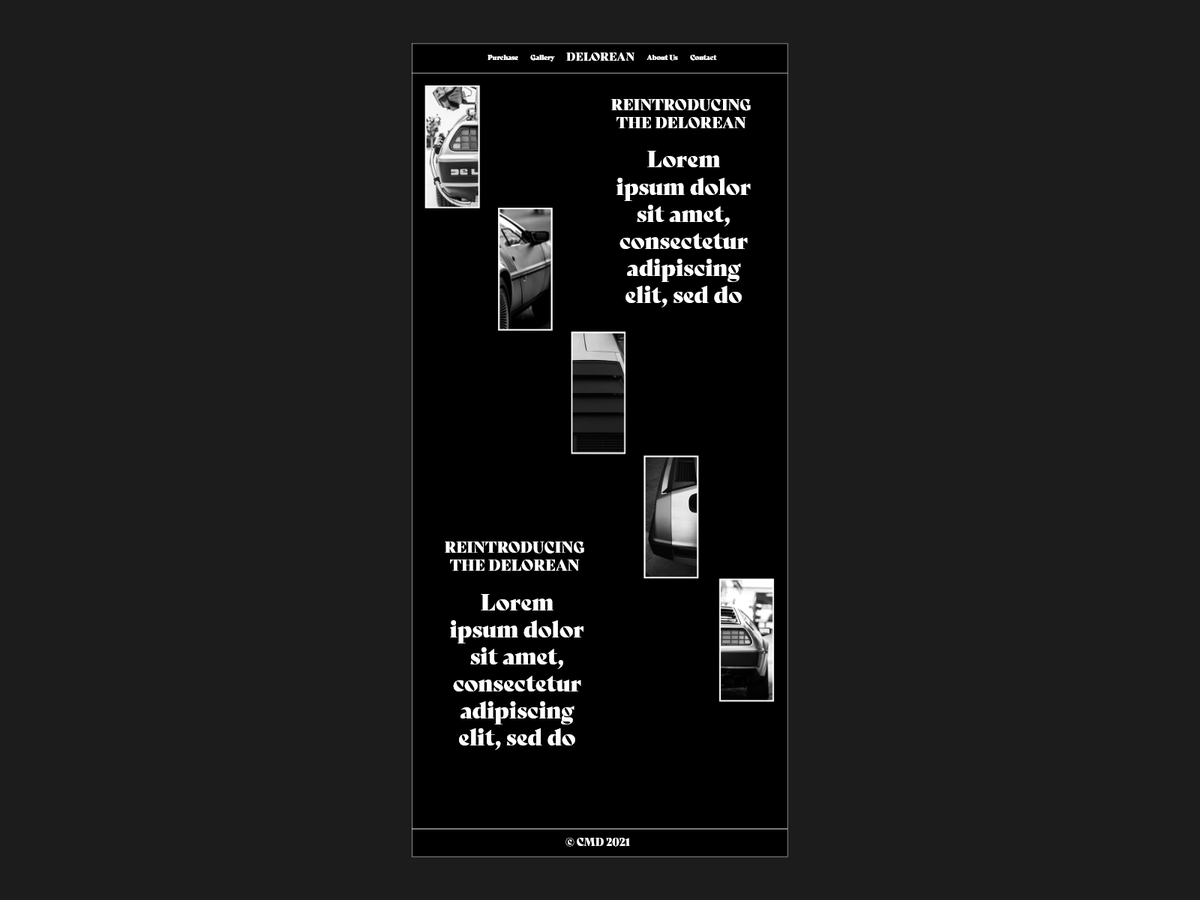 Purchase Gallery DELOREAN About Us Contact
REINTRODUCING
THE DELOREAN
Lorem
ipsum dolor
sit amet,
consectetur
adipiscing
elit, sed do
REINTRODUCING
THE DELOREAN
Lorem
ipsum dolor
sit amet,
consectetur
adipiscing
elit, sed do
© CMD 2021